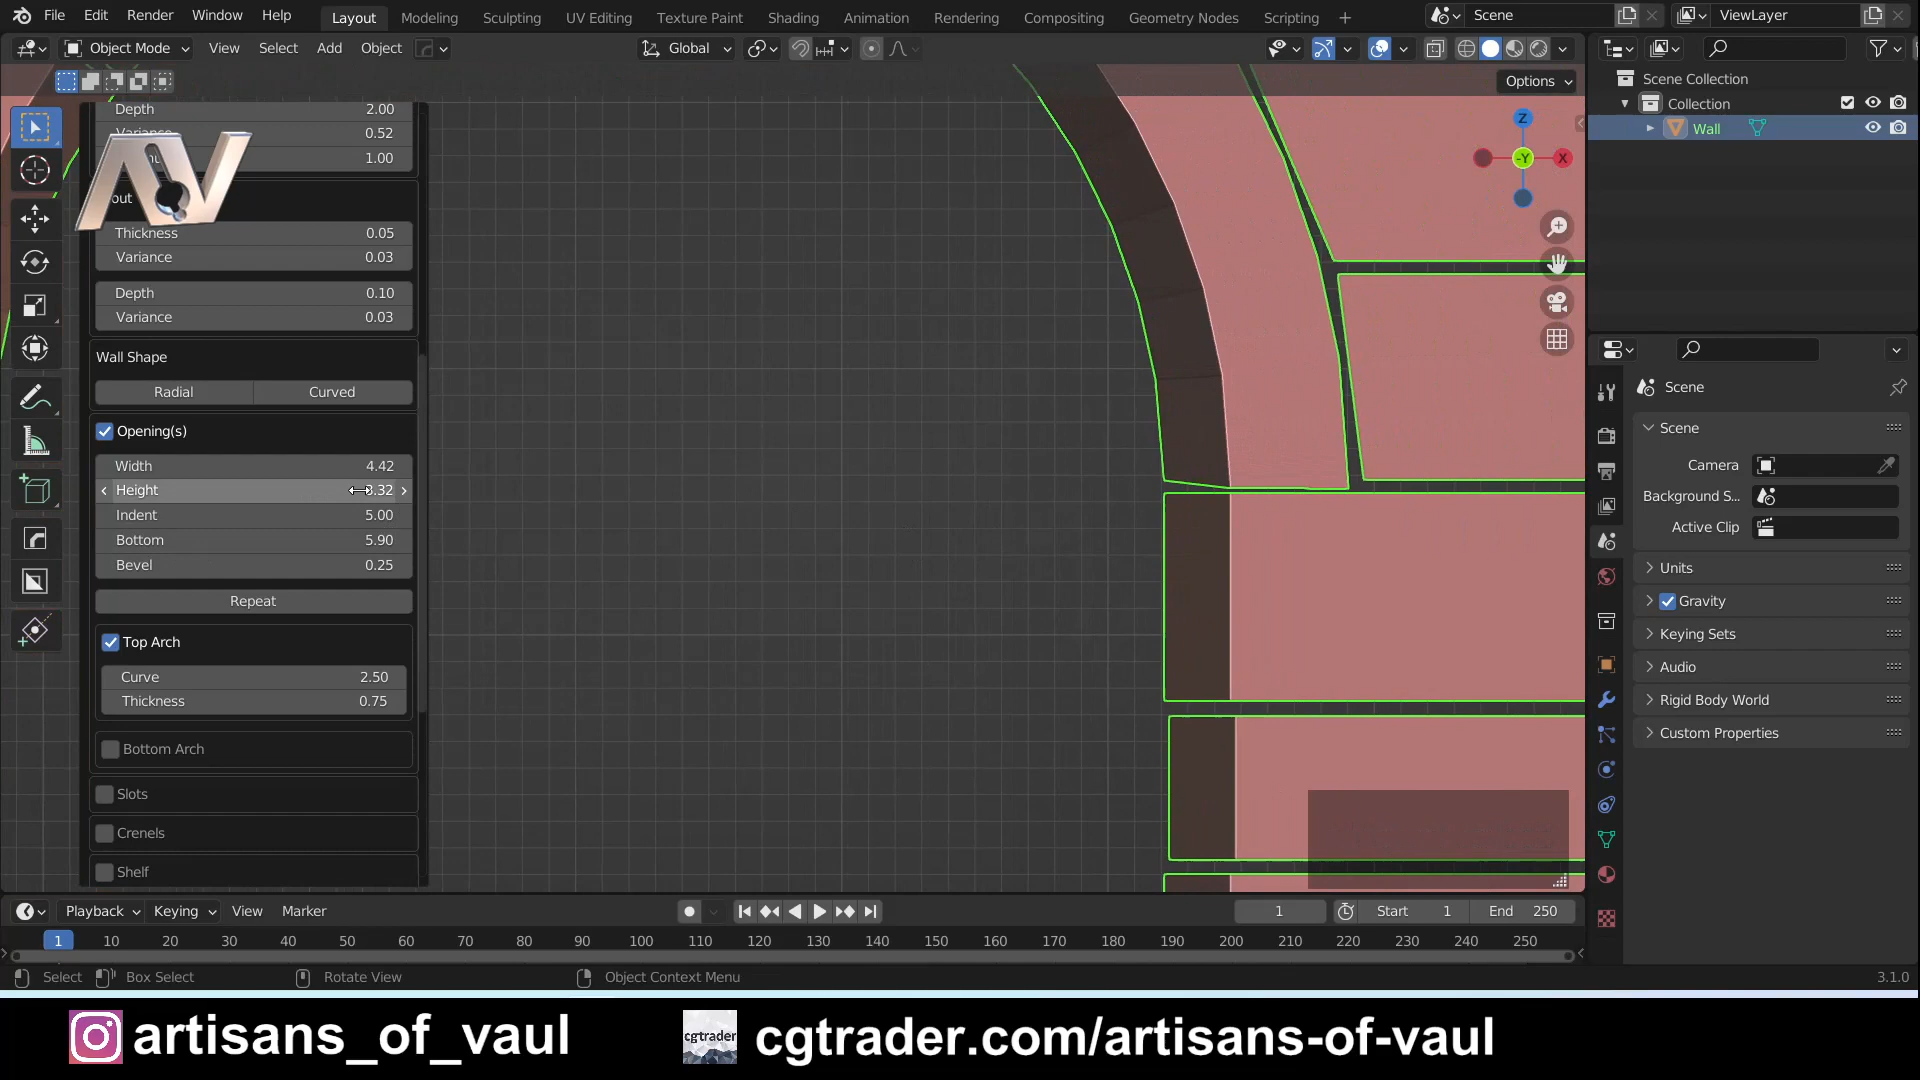 File Edit Render Window Help Layout Modeling Sculpting UV Editing Texture Paint Shading Animation Rendering Compositing Geometry Nodes Scripting + Scene ViewLayer
Object Mode View Select Add Object Global
Options
Scene Collection
Collection
Wall
Depth 2.00
Variance 0.52
1.00
out
Thickness 0.05
Variance 0.03
Depth 0.10
Variance 0.03
Wall Shape
Radial Curved
Opening(s)
Width 4.42
Height 3.32
Indent 5.00
Bottom 5.90
Bevel 0.25
Repeat
Top Arch
Curve 2.50
Thickness 0.75
Bottom Arch
Slots
Crenels
Shelf
Z
-Y
X
Scene
Scene
Camera
Background S...
Active Clip
Units
Gravity
Keying Sets
Audio
Rigid Body World
Custom Properties
Playback Keying View Marker 1 Start 1 End 250
1 10 20 30 40 50 60 70 80 90 100 110 120 130 140 150 160 170 180 190 200 210 220 230 240 250
Select Box Select Rotate View Object Context Menu 3.1.0
artisans_of_vaul cgtrader cgtrader.com/artisans-of-vaul